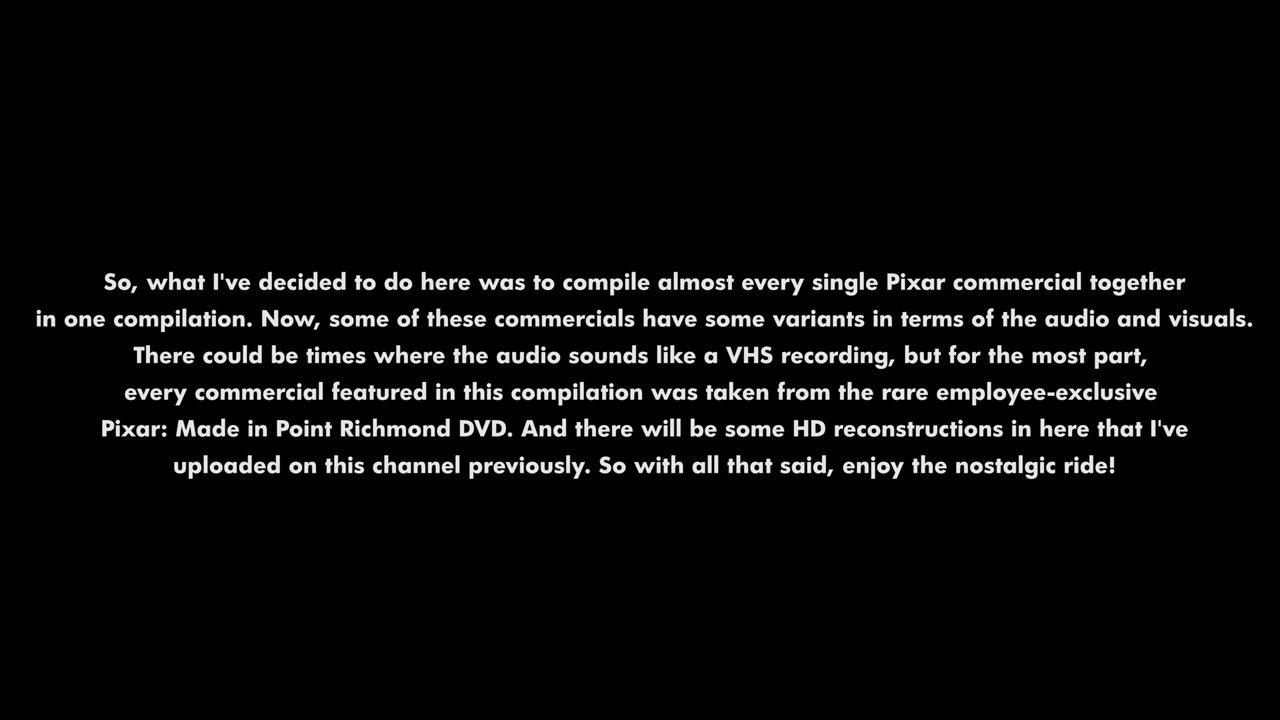 So, what I've decided to do here was to compile almost every single Pixar commercial together
in one compilation. Now, some of these commercials have some variants in terms of the audio and visuals.
There could be times where the audio sounds like a VHS recording, but for the most part,
every commercial featured in this compilation was taken from the rare employee-exclusive
Pixar: Made in Point Richmond DVD. And there will be some HD reconstructions in here that I've
uploaded on this channel previously. So with all that said, enjoy the nostalgic ride!